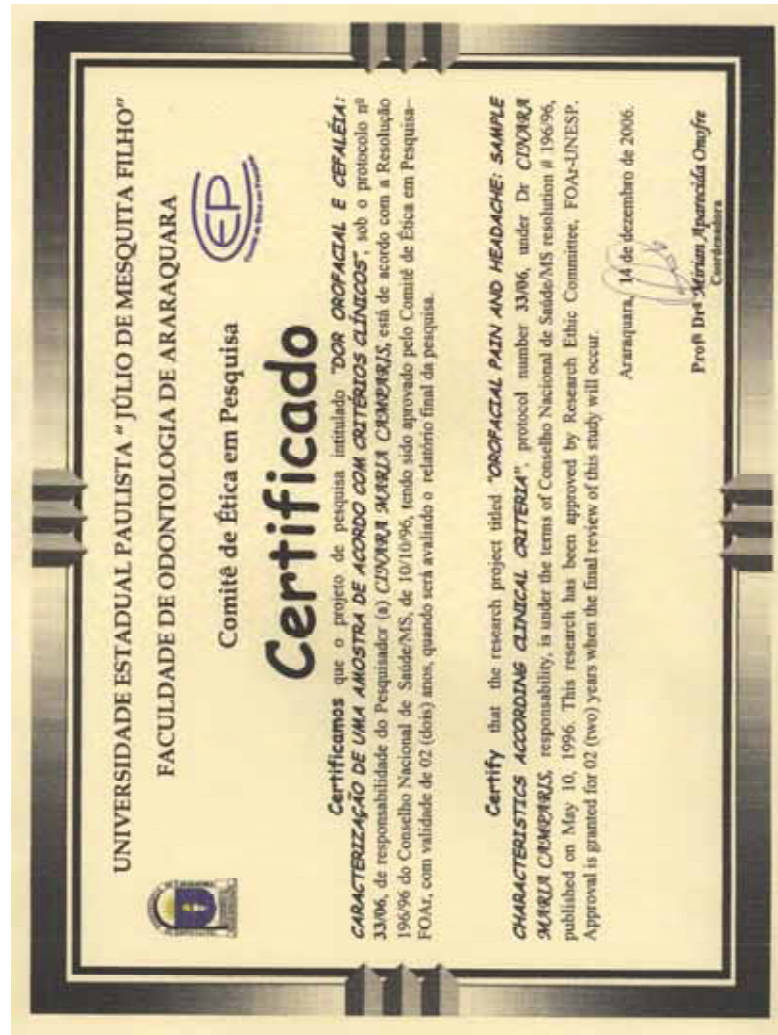 UNIVERSIDADE ESTADUAL PAULISTA “ JÚLIO DE MESQUITA FILHO”
FACULDADE DE ODONTOLOGIA DE ARARAQUARA
Comitê de Ética em Pesquisa
CEP
Comitê de Ética em Pesquisa
Certificado
Certificamos que o projeto de pesquisa intitulado "DOR OROFACIAL E CEFALÉIA:
CARACTERIZAÇÃO DE UMA AMOSTRA DE ACORDO COM CRITÉRIOS CLÍNICOS", sob o protocolo nº
33/06, de responsabilidade do Pesquisador (a) CINARA MARIA CAMPARIS, está de acordo com a Resolução
196/96 do Conselho Nacional de Saúde/MS, de 10/10/96, tendo sido aprovado pelo Comitê de Ética em Pesquisa–
FOAr, com validade de 02 (dois) anos, quando será avaliado o relatório final da pesquisa.
Certify that the research project titled "OROFACIAL PAIN AND HEADACHE: SAMPLE
CHARACTERISTICS ACCORDING CLINICAL CRITERIA", protocol number 33/06, under Dr CINARA
MARIA CAMPARIS, responsability, is under the terms of Conselho Nacional de Saúde/MS resolution # 196/96,
published on May 10, 1996. This research has been approved by Research Ethic Committee, FOAr-UNESP.
Approval is granted for 02 (two) years when the final review of this study will occur.
Araraquara, 14 de dezembro de 2006.
Profª Drª Mirian Aparecida Onofre
Coordenadora